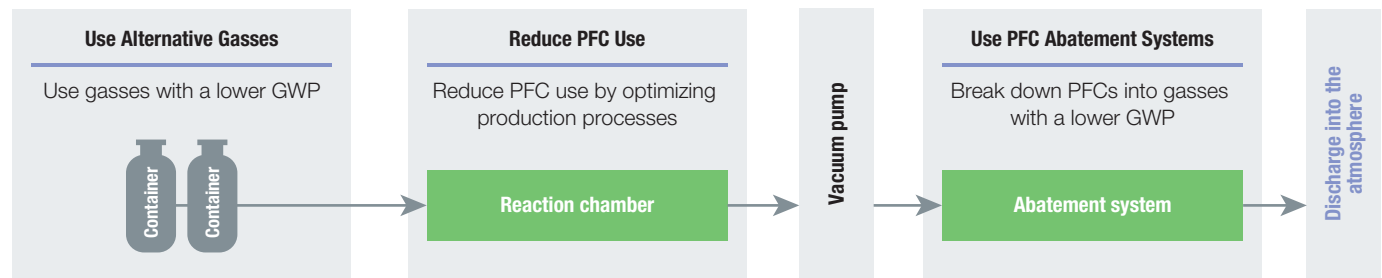 Use Alternative Gasses
Use gasses with a lower GWP
Container
Container
Reduce PFC Use
Reduce PFC use by optimizing
production processes
Reaction chamber
Vacuum pump
Use PFC Abatement Systems
Break down PFCs into gasses
with a lower GWP
Abatement system
Discharge into the
atmosphere